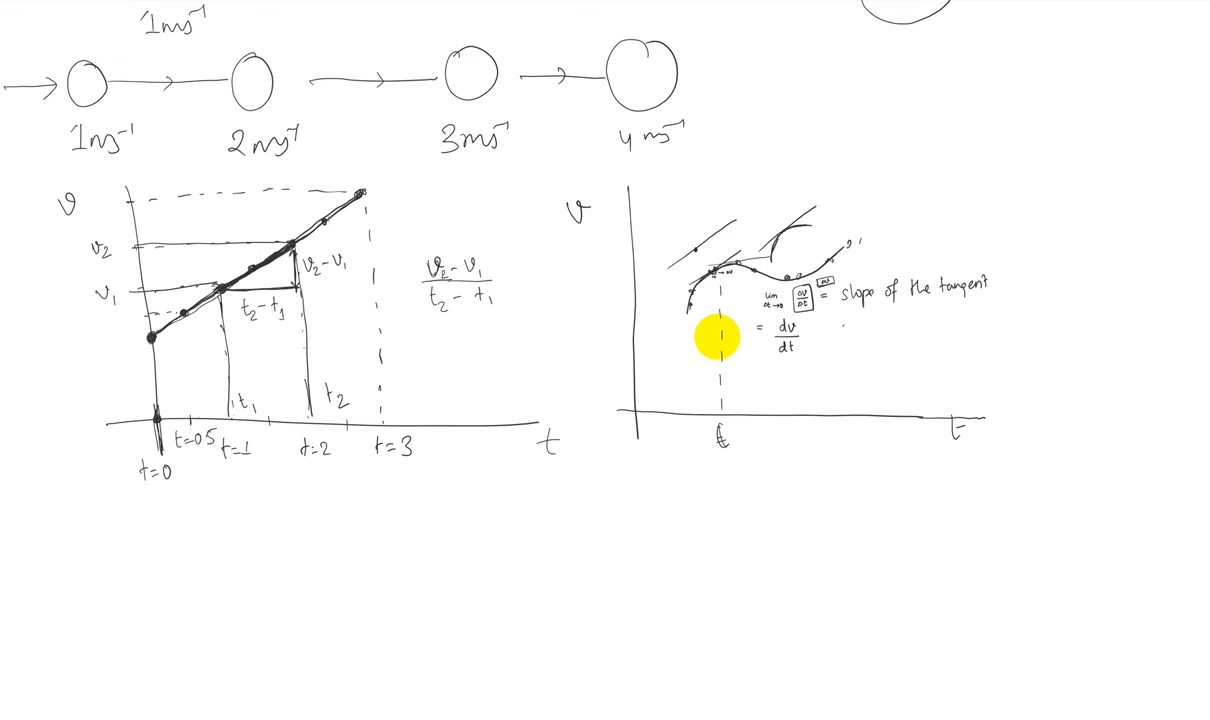 1ms⁻¹
1ms⁻¹ 2ms⁻¹ 3ms⁻¹ 4ms⁻¹
v
v₂
v₁
v₂-v₁
t₂-t₁
v₂-v₁
t₂-t₁
t₁ t₂
t=0.5 t=1 t=2 t=3 t
t=0
v
lim Δt→0 Δv/Δt = slope of the tangent
= dv/dt
t t